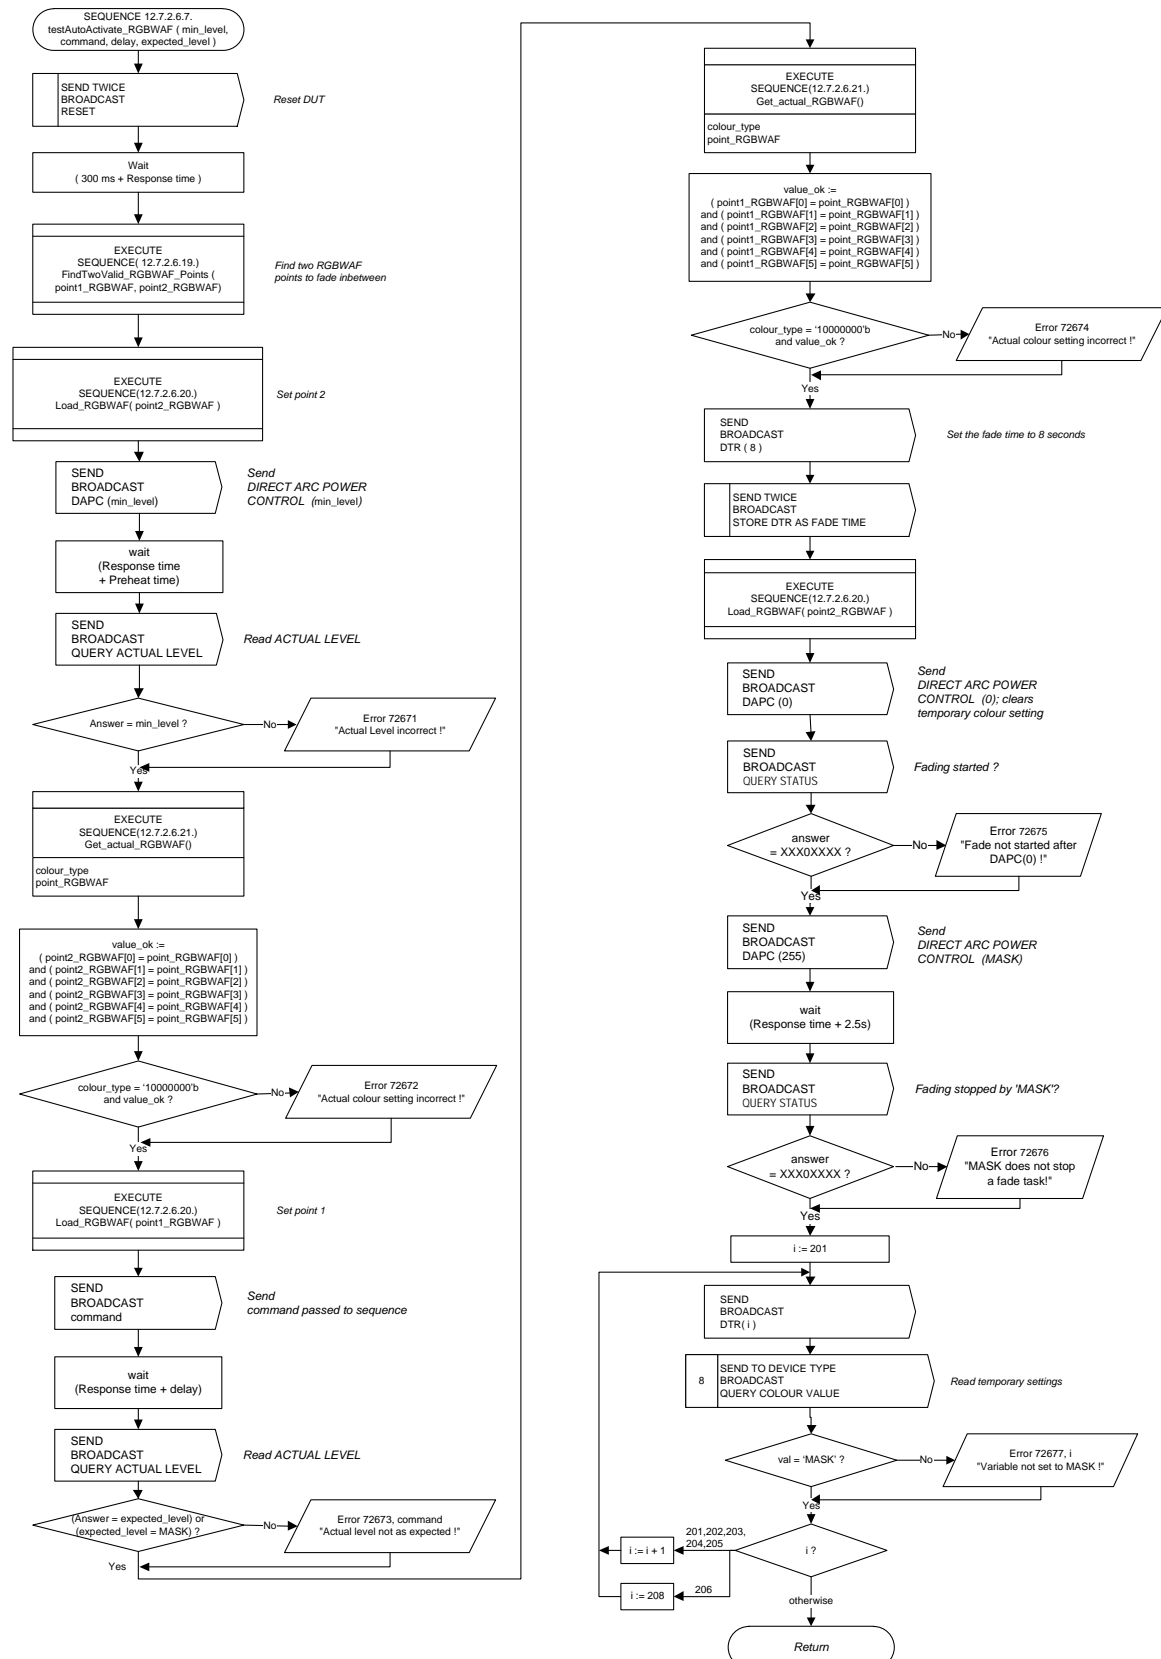 SEQUENCE 12.7.2.6.7.
testAutoActivate_RGBWAF ( min_level,
command, delay, expected_level )
SEND TWICE
BROADCAST
RESET
Reset DUT
Wait
( 300 ms + Response time )
EXECUTE
SEQUENCE( 12.7.2.6.19.)
FindTwoValid_RGBWAF_Points (
point1_RGBWAF, point2_RGBWAF)
Find two RGBWAF
points to fade inbetween
EXECUTE
SEQUENCE(12.7.2.6.20.)
Load_RGBWAF( point2_RGBWAF )
Set point 2
SEND
BROADCAST
DAPC (min_level)
Send
DIRECT ARC POWER
CONTROL (min_level)
wait
(Response time
+ Preheat time)
SEND
BROADCAST
QUERY ACTUAL LEVEL
Read ACTUAL LEVEL
Answer = min_level ?
No
Error 72671
"Actual Level incorrect !"
Yes
EXECUTE
SEQUENCE(12.7.2.6.21.)
Get_actual_RGBWAF()
colour_type
point_RGBWAF
value_ok :=
( point2_RGBWAF[0] = point_RGBWAF[0] )
and ( point2_RGBWAF[1] = point_RGBWAF[1] )
and ( point2_RGBWAF[2] = point_RGBWAF[2] )
and ( point2_RGBWAF[3] = point_RGBWAF[3] )
and ( point2_RGBWAF[4] = point_RGBWAF[4] )
and ( point2_RGBWAF[5] = point_RGBWAF[5] )
colour_type = '10000000'b
and value_ok ?
No
Error 72672
"Actual colour setting incorrect !"
Yes
EXECUTE
SEQUENCE(12.7.2.6.20.)
Load_RGBWAF( point1_RGBWAF )
Set point 1
SEND
BROADCAST
command
Send
command passed to sequence
wait
(Response time + delay)
SEND
BROADCAST
QUERY ACTUAL LEVEL
Read ACTUAL LEVEL
(Answer = expected_level) or
(expected_level = MASK) ?
No
Error 72673, command
"Actual level not as expected !"
Yes
EXECUTE
SEQUENCE(12.7.2.6.21.)
Get_actual_RGBWAF()
colour_type
point_RGBWAF
value_ok :=
( point1_RGBWAF[0] = point_RGBWAF[0] )
and ( point1_RGBWAF[1] = point_RGBWAF[1] )
and ( point1_RGBWAF[2] = point_RGBWAF[2] )
and ( point1_RGBWAF[3] = point_RGBWAF[3] )
and ( point1_RGBWAF[4] = point_RGBWAF[4] )
and ( point1_RGBWAF[5] = point_RGBWAF[5] )
colour_type = '10000000'b
and value_ok ?
No
Error 72674
"Actual colour setting incorrect !"
Yes
SEND
BROADCAST
DTR ( 8 )
Set the fade time to 8 seconds
SEND TWICE
BROADCAST
STORE DTR AS FADE TIME
EXECUTE
SEQUENCE(12.7.2.6.20.)
Load_RGBWAF( point2_RGBWAF )
SEND
BROADCAST
DAPC (0)
Send
DIRECT ARC POWER
CONTROL (0); clears
temporary colour setting
SEND
BROADCAST
QUERY STATUS
Fading started ?
answer
= XXX0XXXX ?
No
Error 72675
"Fade not started after
DAPC(0) !"
Yes
SEND
BROADCAST
DAPC (255)
Send
DIRECT ARC POWER
CONTROL (MASK)
wait
(Response time + 2.5s)
SEND
BROADCAST
QUERY STATUS
Fading stopped by 'MASK'?
answer
= XXX0XXXX ?
No
Error 72676
"MASK does not stop
a fade task!"
Yes
i := 201
SEND
BROADCAST
DTR( i )
8
SEND TO DEVICE TYPE
BROADCAST
QUERY COLOUR VALUE
Read temporary settings
val = 'MASK' ?
No
Error 72677, i
"Variable not set to MASK !"
Yes
i ?
201,202,203,
204,205
i := i + 1
206
i := 208
otherwise
Return